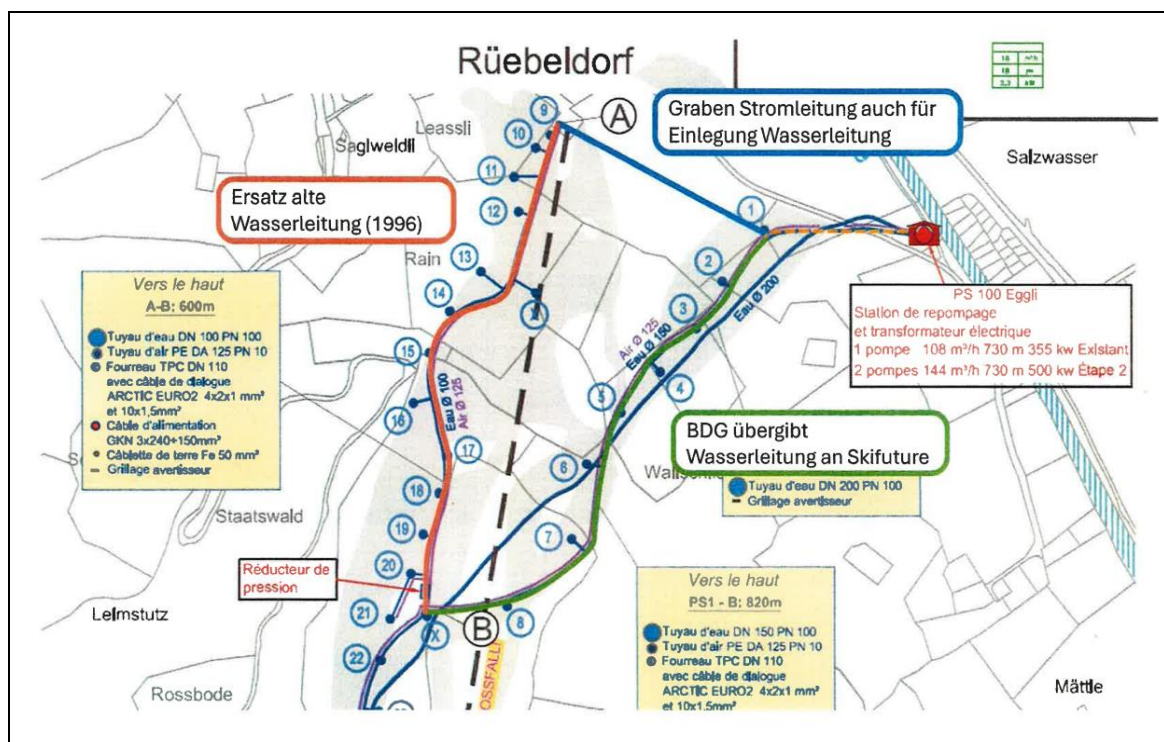 Rüebeldorf
Leassli
Saglweldli
Salzwasser
A
Graben Stromleitung auch für
Einlegung Wasserleitung
Ersatz alte
Wasserleitung (1996)
Rain
9
10
11
12
13
14
15
16
17
18
19
20
21
22
X
X
1
2
3
4
5
6
7
8
Vers le haut
A-B: 600m
Tuyau d'eau DN 100 PN 100
Tuyau d'air PE DA 125 PN 10
Fourreau TPC DN 110
avec câble de dialogue
ARCTIC EURO2 4x2x1 mm²
et 10x1,5mm²
Câble d'alimentation
GKN 3x240+150mm²
Câblette de terre Fe 50 mm²
Grillage avertisseur
Eau Ø 100
Air Ø 125
Air Ø 125
Eau Ø 150
Eau Ø 200
PS 100 Eggli
Station de repompage
et transformateur électrique
1 pompe 108 m³/h 730 m 355 kw Existant
2 pompes 144 m³/h 730 m 500 kw Étape 2
BDG übergibt
Wasserleitung an Skifuture
Tuyau d'eau DN 200 PN 100
Grillage avertisseur
Staatswald
Réducteur de
pression
Lelmstutz
Rossbode
B
OSSFALLI
Vers le haut
PS1 - B: 820m
Tuyau d'eau DN 150 PN 100
Tuyau d'air PE DA 125 PN 10
Fourreau TPC DN 110
avec câble de dialogue
ARCTIC EURO2 4x2x1 mm²
et 10x1,5mm²
Mättle